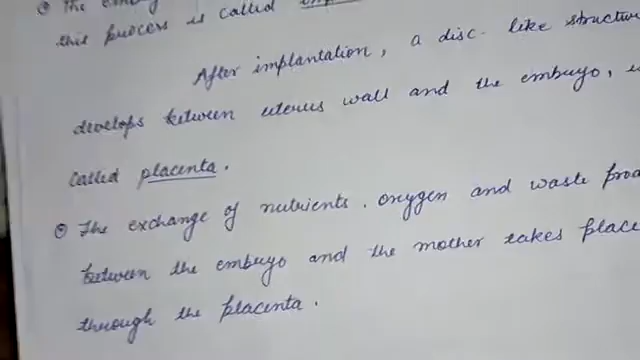 ⊙ The
this process is called
After implantation, a disc-like
develops between uterus wall and the embryo,
called placenta.
⊙ The exchange of nutrients, oxygen and waste
between the embryo and the mother takes place
through the placenta.